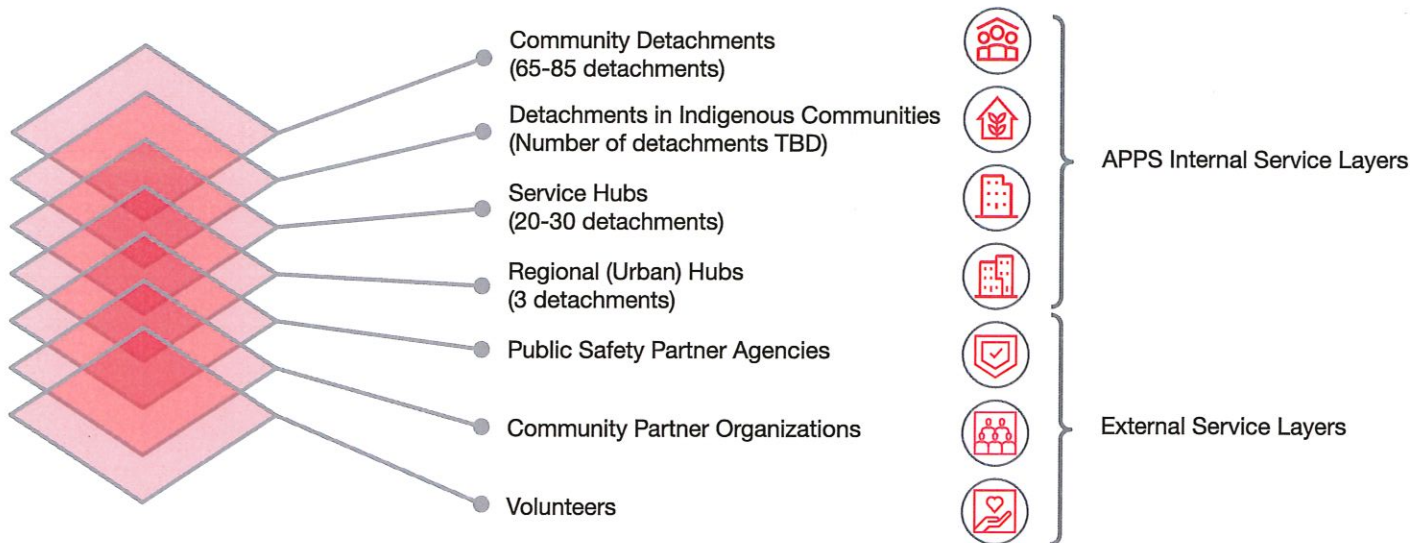 Community Detachments
(65-85 detachments)
Detachments in Indigenous Communities
(Number of detachments TBD)
Service Hubs
(20-30 detachments)
Regional (Urban) Hubs
(3 detachments)
APPS Internal Service Layers
Public Safety Partner Agencies
Community Partner Organizations
Volunteers
External Service Layers